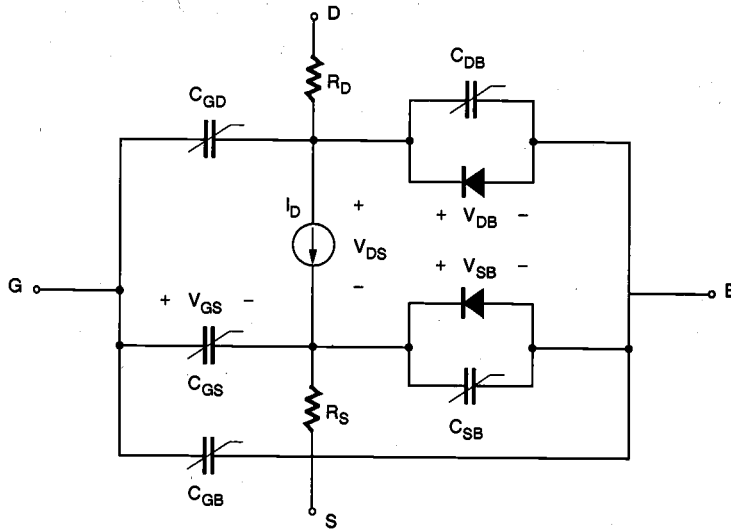 D
C_DB
R_D
C_GD
I_D
+
+ V_DB -
V_DS
+ V_SB -
G
+ V_GS -
-
B
C_GS
R_S
C_SB
C_GB
S